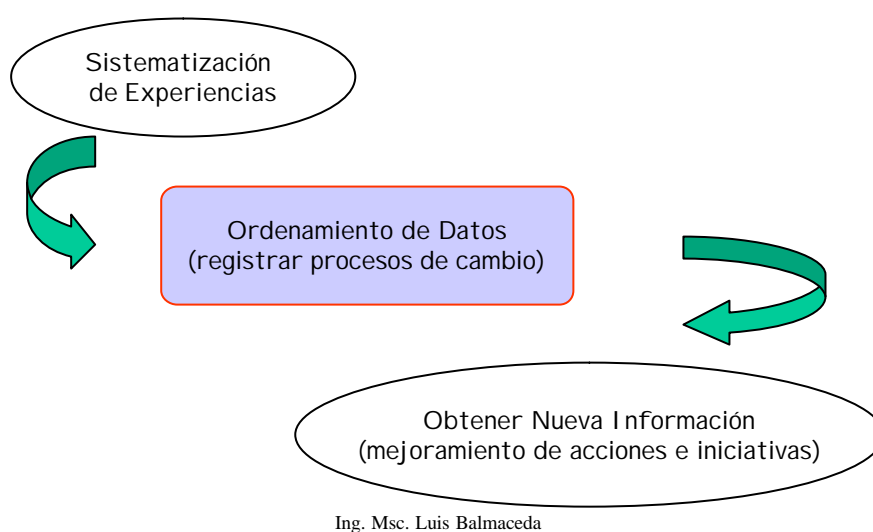 Sistematización
de Experiencias
Ordenamiento de Datos
(registrar procesos de cambio)
Obtener Nueva Información
(mejoramiento de acciones e iniciativas)
Ing. Msc. Luis Balmaceda